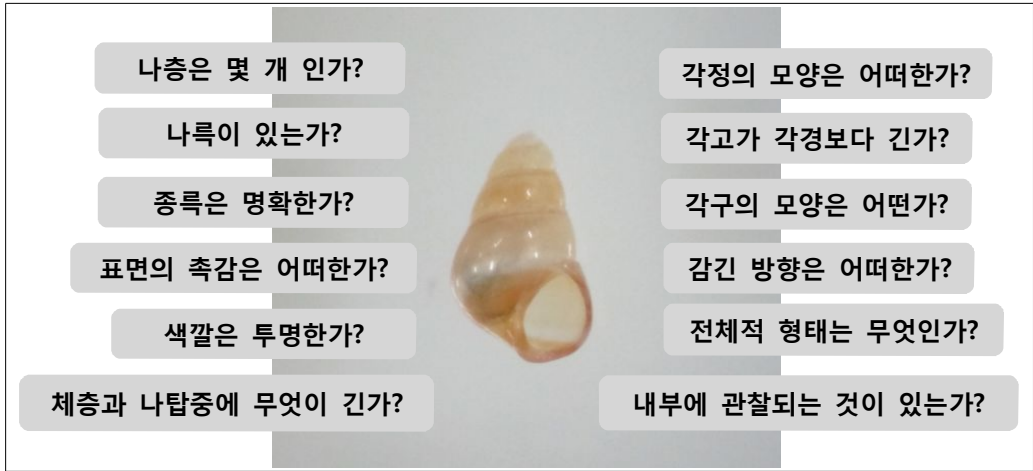 나층은 몇 개 인가?
나륵이 있는가?
종륵은 명확한가?
표면의 촉감은 어떠한가?
색깔은 투명한가?
체층과 나탑중에 무엇이 긴가?
각정의 모양은 어떠한가?
각고가 각경보다 긴가?
각구의 모양은 어떤가?
감긴 방향은 어떠한가?
전체적 형태는 무엇인가?
내부에 관찰되는 것이 있는가?